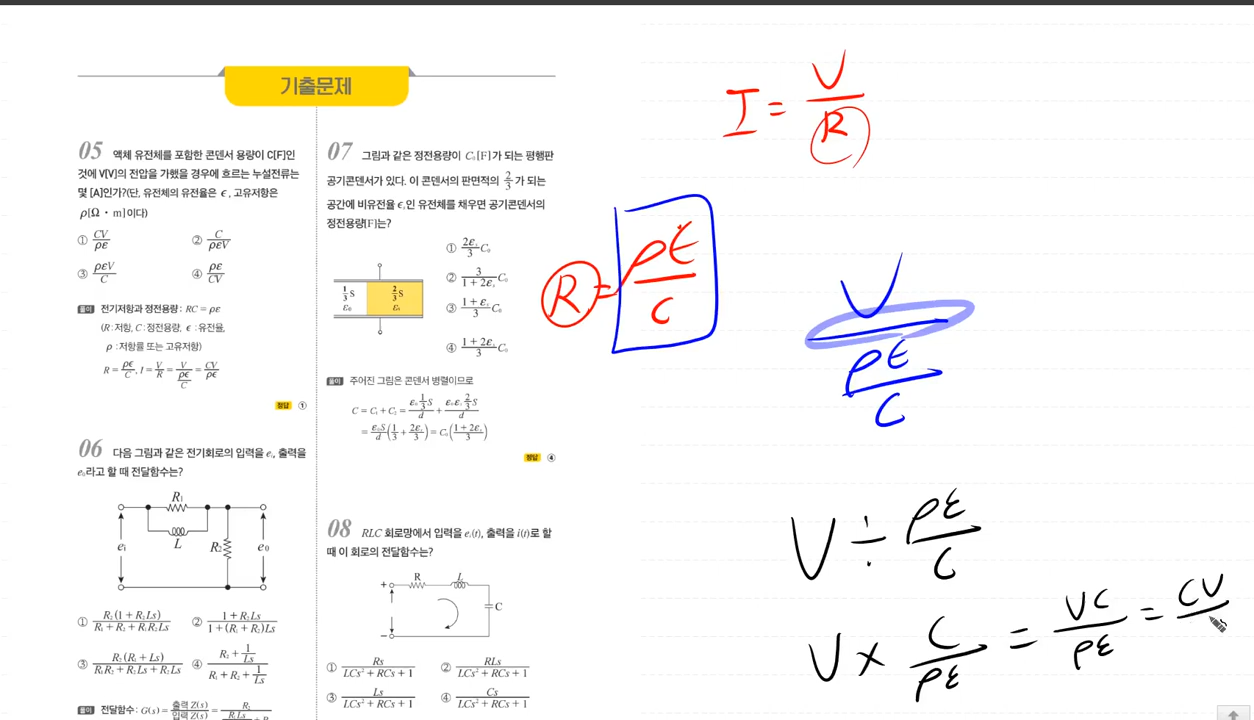 기출문제
05 액체 유전체를 포함한 콘덴서 용량이 C[F]인
것에 V[V]의 전압을 가했을 경우에 흐르는 누설전류는
몇 [A]인가?(단, 유전체의 유전율은 ϵ, 고유저항은
ρ[Ω・m]이다)
① CV/ρε ② C/ρεV
③ ρεV/C ④ ρε/CV
풀이 전기저항과 정전용량 : RC = ρε
(R : 저항, C : 정전용량, ϵ : 유전율,
ρ : 저항률 또는 고유저항)
R = ρε/C, I = V/R = V/(ρε/C) = CV/ρε
정답 ①
06 다음 그림과 같은 전기회로의 입력을 ei, 출력을
e0라고 할 때 전달함수는?
R1
L
R2
ei
e0
① R2(1+R1Ls)/(R1+R2+R1R2Ls) ② (1+R2Ls)/(1+(R1+R2)Ls)
③ R2(R1+Ls)/(R1R2+R1Ls+R2Ls) ④ (R2+1/Ls)/(R1+R2+1/Ls)
풀이 전달함수 : G(s) = 출력 Z(s)/입력 Z(s) =
07 그림과 같은 정전용량이 C0[F]가 되는 평행판
공기콘덴서가 있다. 이 콘덴서의 판면적의 2/3가 되는
공간에 비유전율 ϵs인 유전체를 채우면 공기콘덴서의
정전용량[F]는?
① 2εs/3 C0
② 3/(1+2εs) C0
③ (1+εs)/3 C0
④ (1+2εs)/3 C0
1/3 S
ε0
2/3 S
εs
풀이 주어진 그림은 콘덴서 병렬이므로
C = C1 + C2 = ε0 1/3 S/d + ε0εs 2/3 S/d
= ε0S/d (1/3 + 2εs/3) = C0((1+2εs)/3)
정답 ④
08 RLC 회로망에서 입력을 ei(t), 출력을 i(t)로 할
때 이 회로의 전달함수는?
R
L
C
+
−
① Rs/(LCs²+RCs+1) ② RLs/(LCs²+RCs+1)
③ Ls/(LCs²+RCs+1) ④ Cs/(LCs²+RCs+1)
I = V/R
R = ρε/C
V/(ρε/C)
V ÷ ρε/C
V × C/ρε = VC/ρε = CV